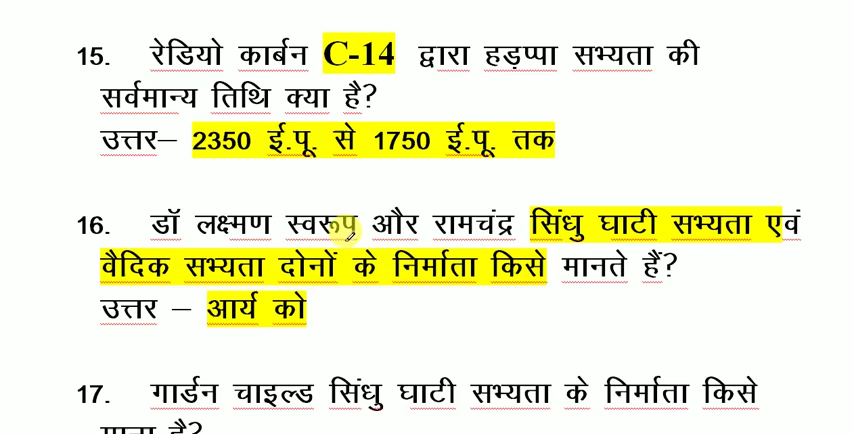 15. रेडियो कार्बन C-14 द्वारा हड़प्पा सभ्यता की
सर्वमान्य तिथि क्या है?
उत्तर– 2350 ई.पू. से 1750 ई.पू. तक
16. डॉ लक्ष्मण स्वरूप और रामचंद्र सिंधु घाटी सभ्यता एवं
वैदिक सभ्यता दोनों के निर्माता किसे मानते हैं?
उत्तर – आर्य को
17. गार्डन चाइल्ड सिंधु घाटी सभ्यता के निर्माता किसे
माना है?